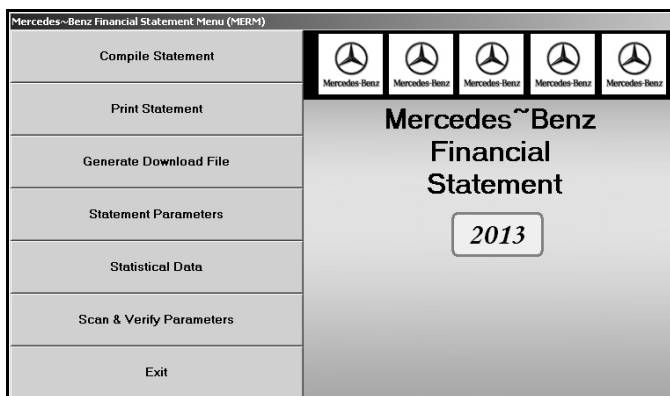 Mercedes~Benz Financial Statement Menu (MERM)
Compile Statement
Print Statement
Generate Download File
Statement Parameters
Statistical Data
Scan & Verify Parameters
Exit
Mercedes-Benz Mercedes-Benz Mercedes-Benz Mercedes-Benz Mercedes-Benz
Mercedes~Benz
Financial
Statement
2013